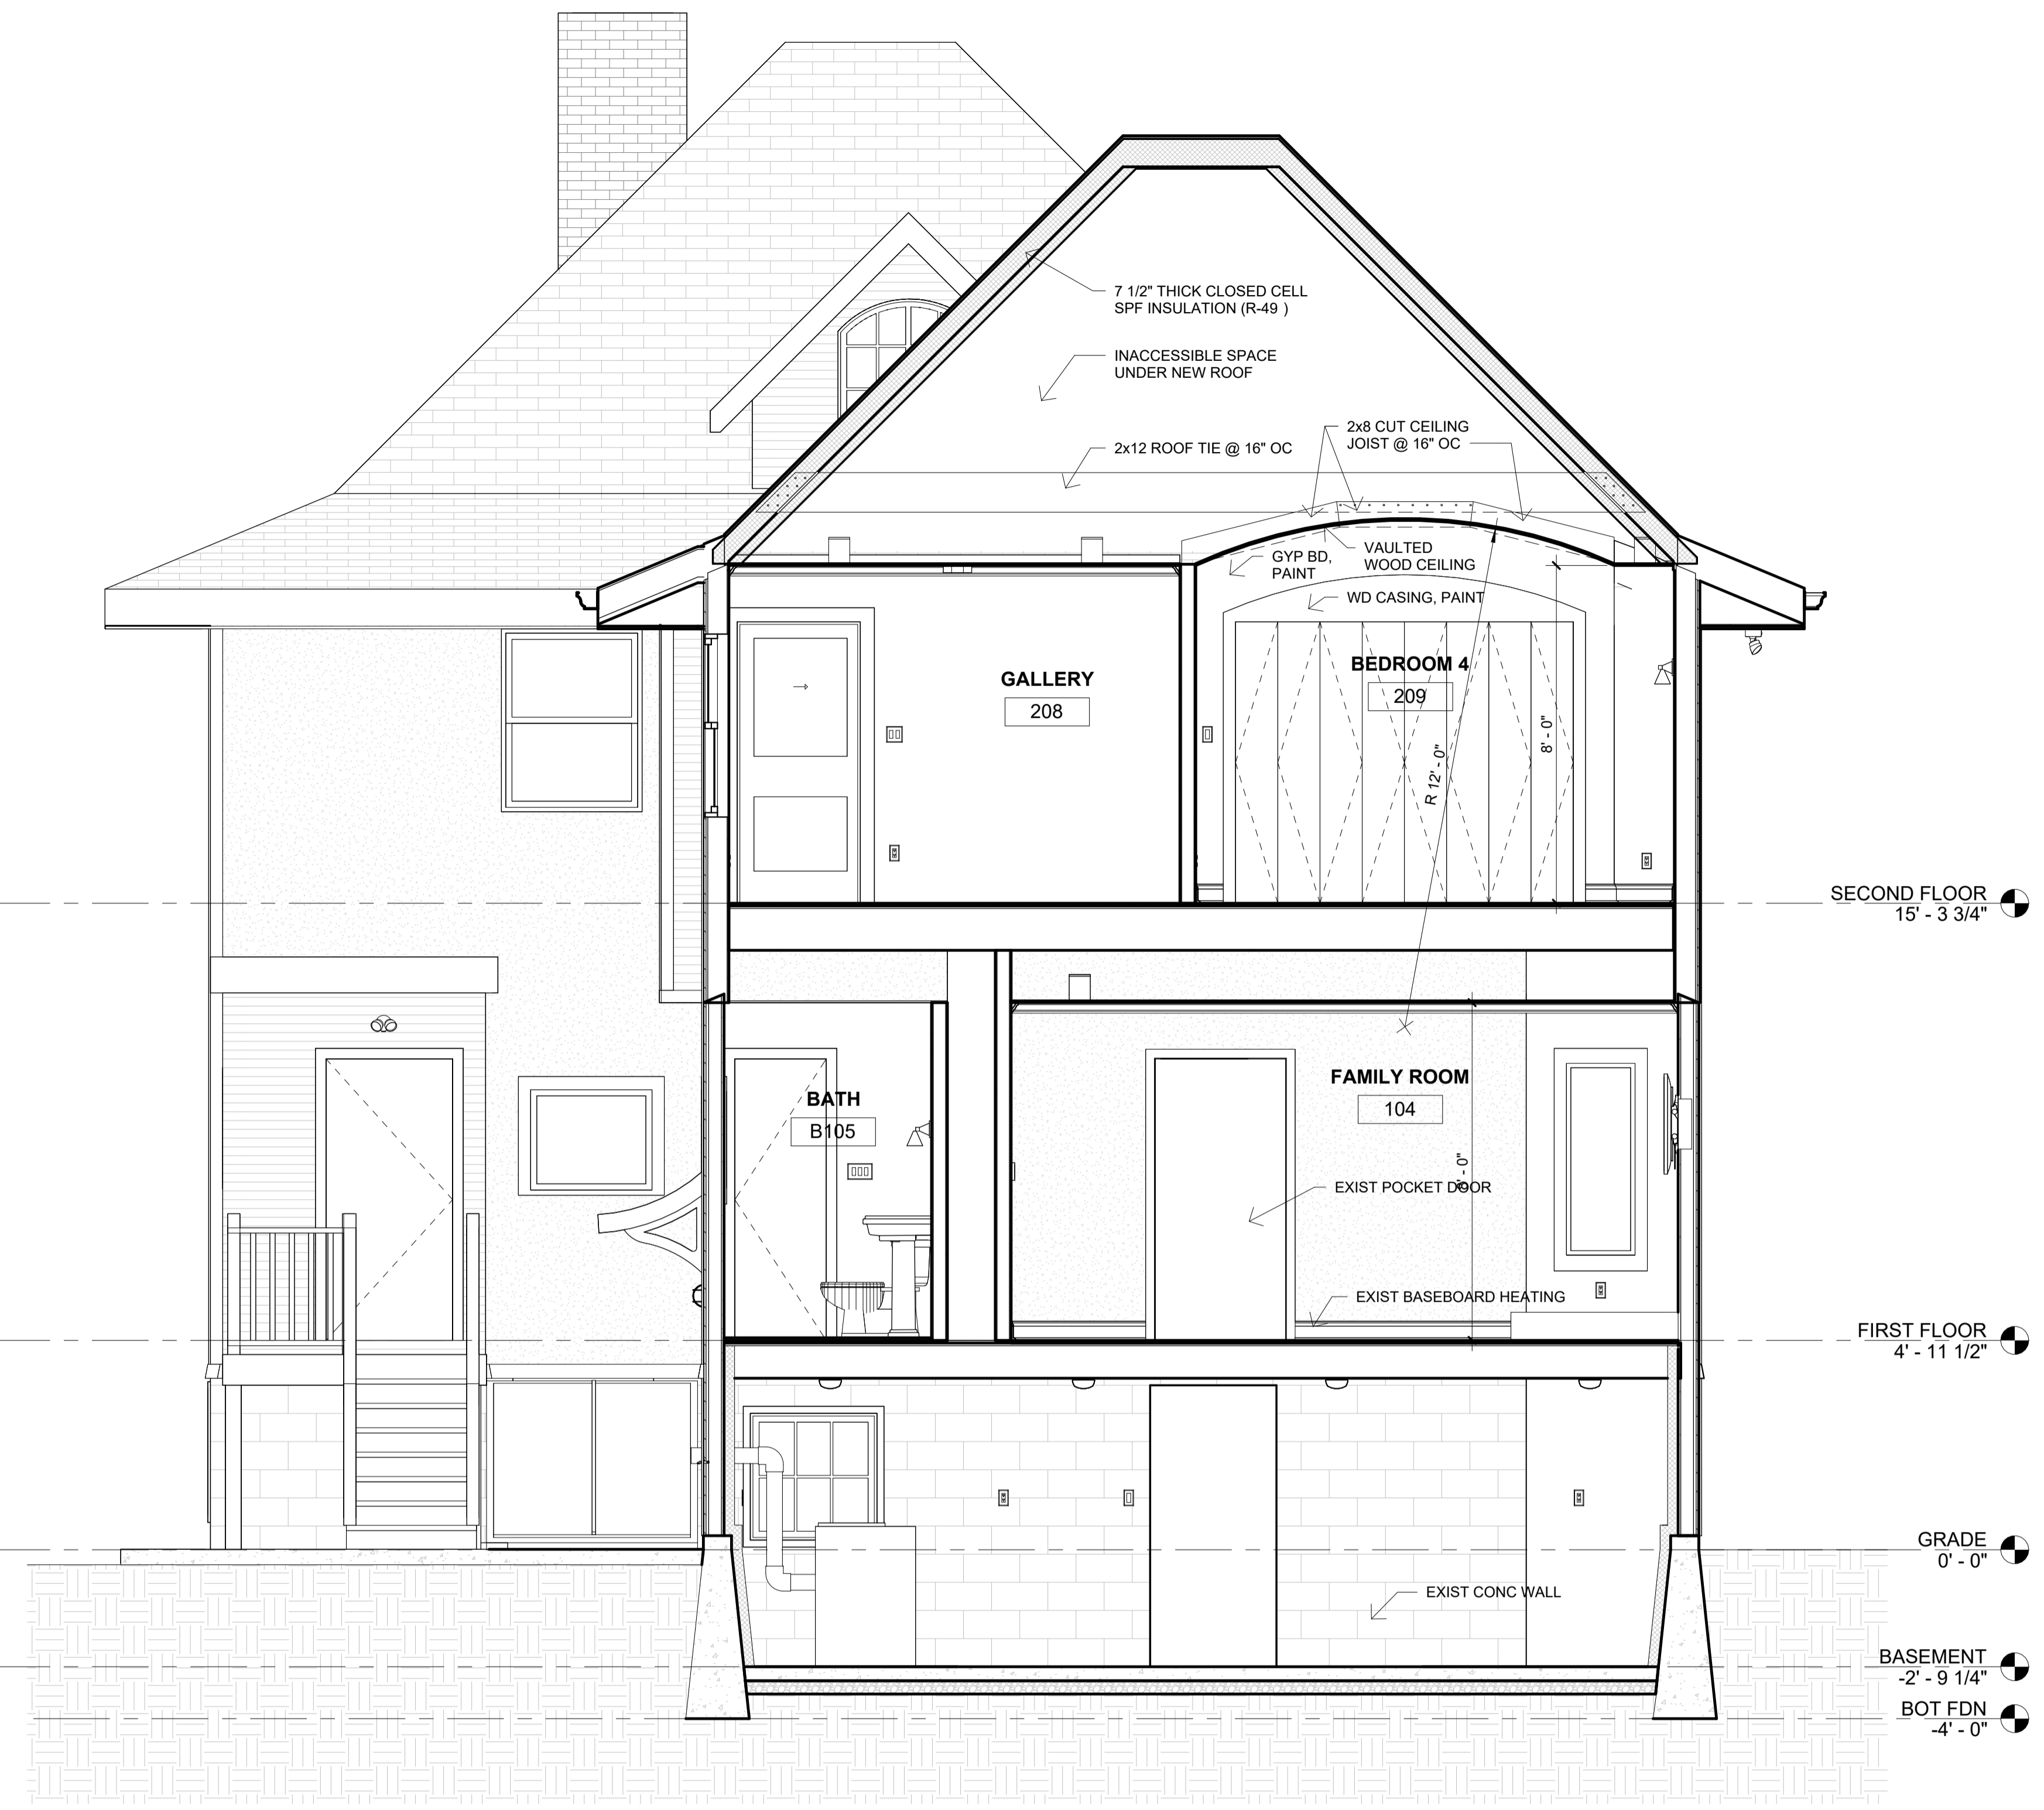 7 1/2" THICK CLOSED CELL
SPF INSULATION (R-49 )
INACCESSIBLE SPACE
UNDER NEW ROOF
2x12 ROOF TIE @ 16" OC
2x8 CUT CEILING
JOIST @ 16" OC
GYP BD,
PAINT
VAULTED
WOOD CEILING
WD CASING, PAINT
GALLERY
208
BEDROOM 4
209
8' - 0"
R 12' - 0"
SECOND FLOOR
15' - 3 3/4"
BATH
B105
FAMILY ROOM
104
8' - 0"
EXIST POCKET DOOR
EXIST BASEBOARD HEATING
FIRST FLOOR
4' - 11 1/2"
GRADE
0' - 0"
EXIST CONC WALL
BASEMENT
-2' - 9 1/4"
BOT FDN
-4' - 0"